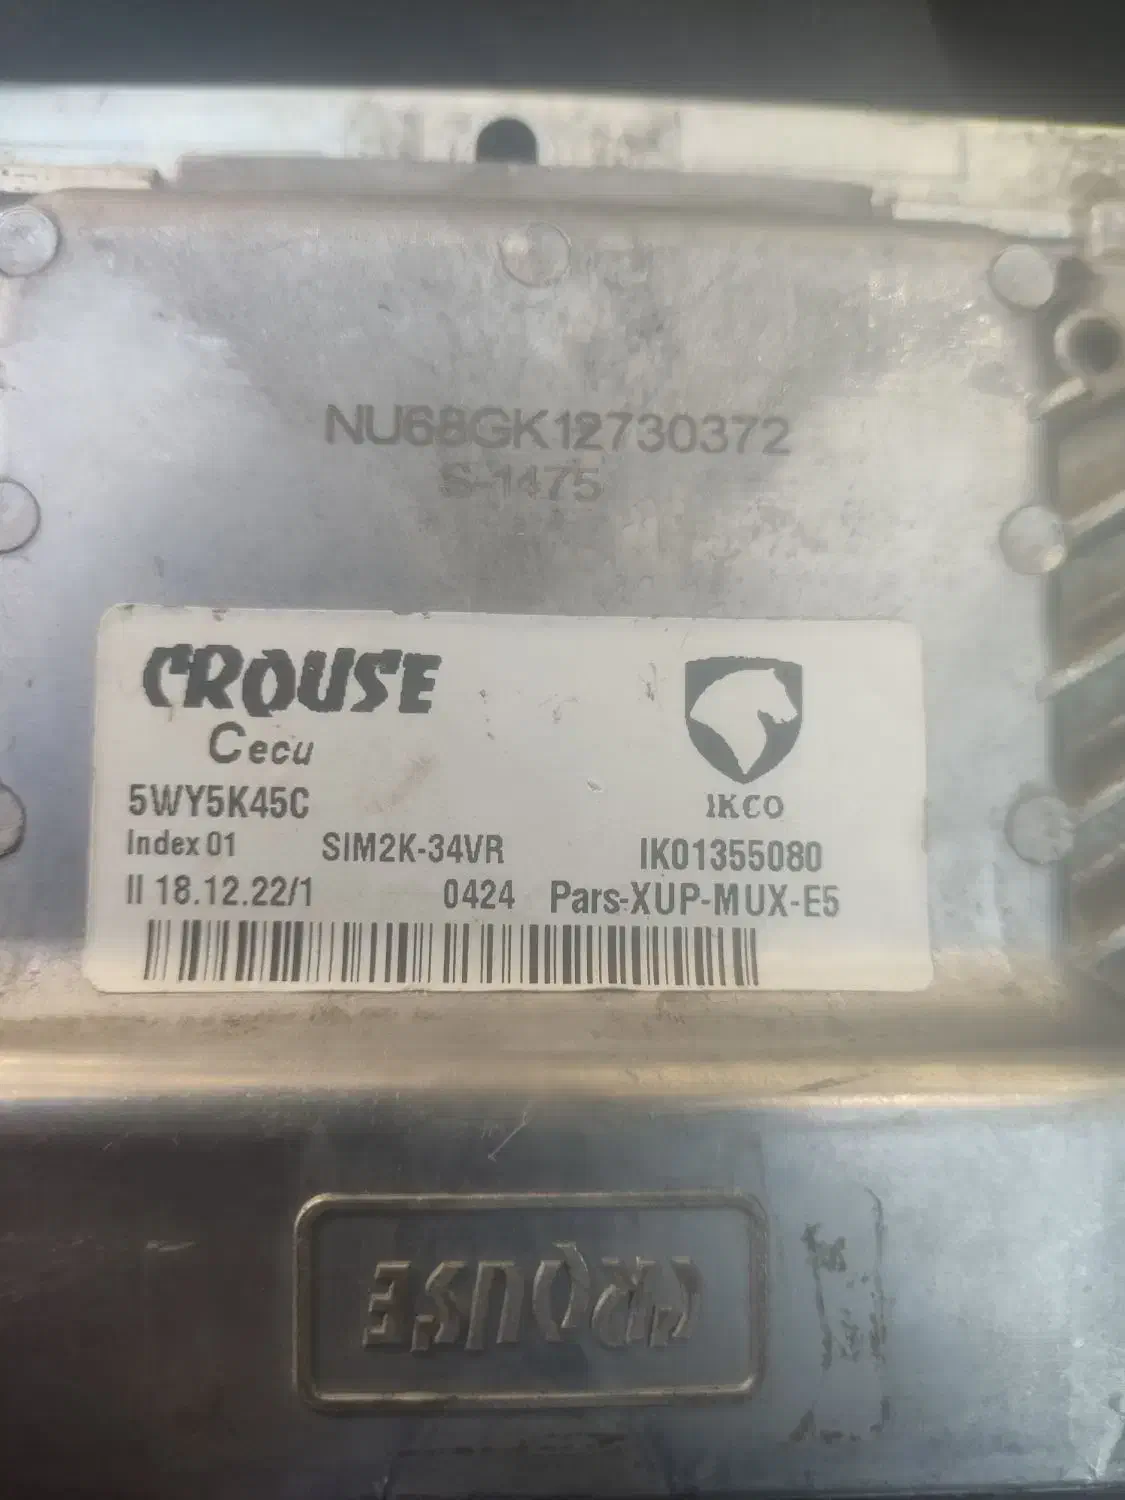 NU68GK12730372
S-1475
CROUSE
Cecu
IKCO
5WY5K45C
Index 01 SIM2K-34VR IK01355080
II 18.12.22/1 0424 Pars-XUP-MUX-E5
CROUSE